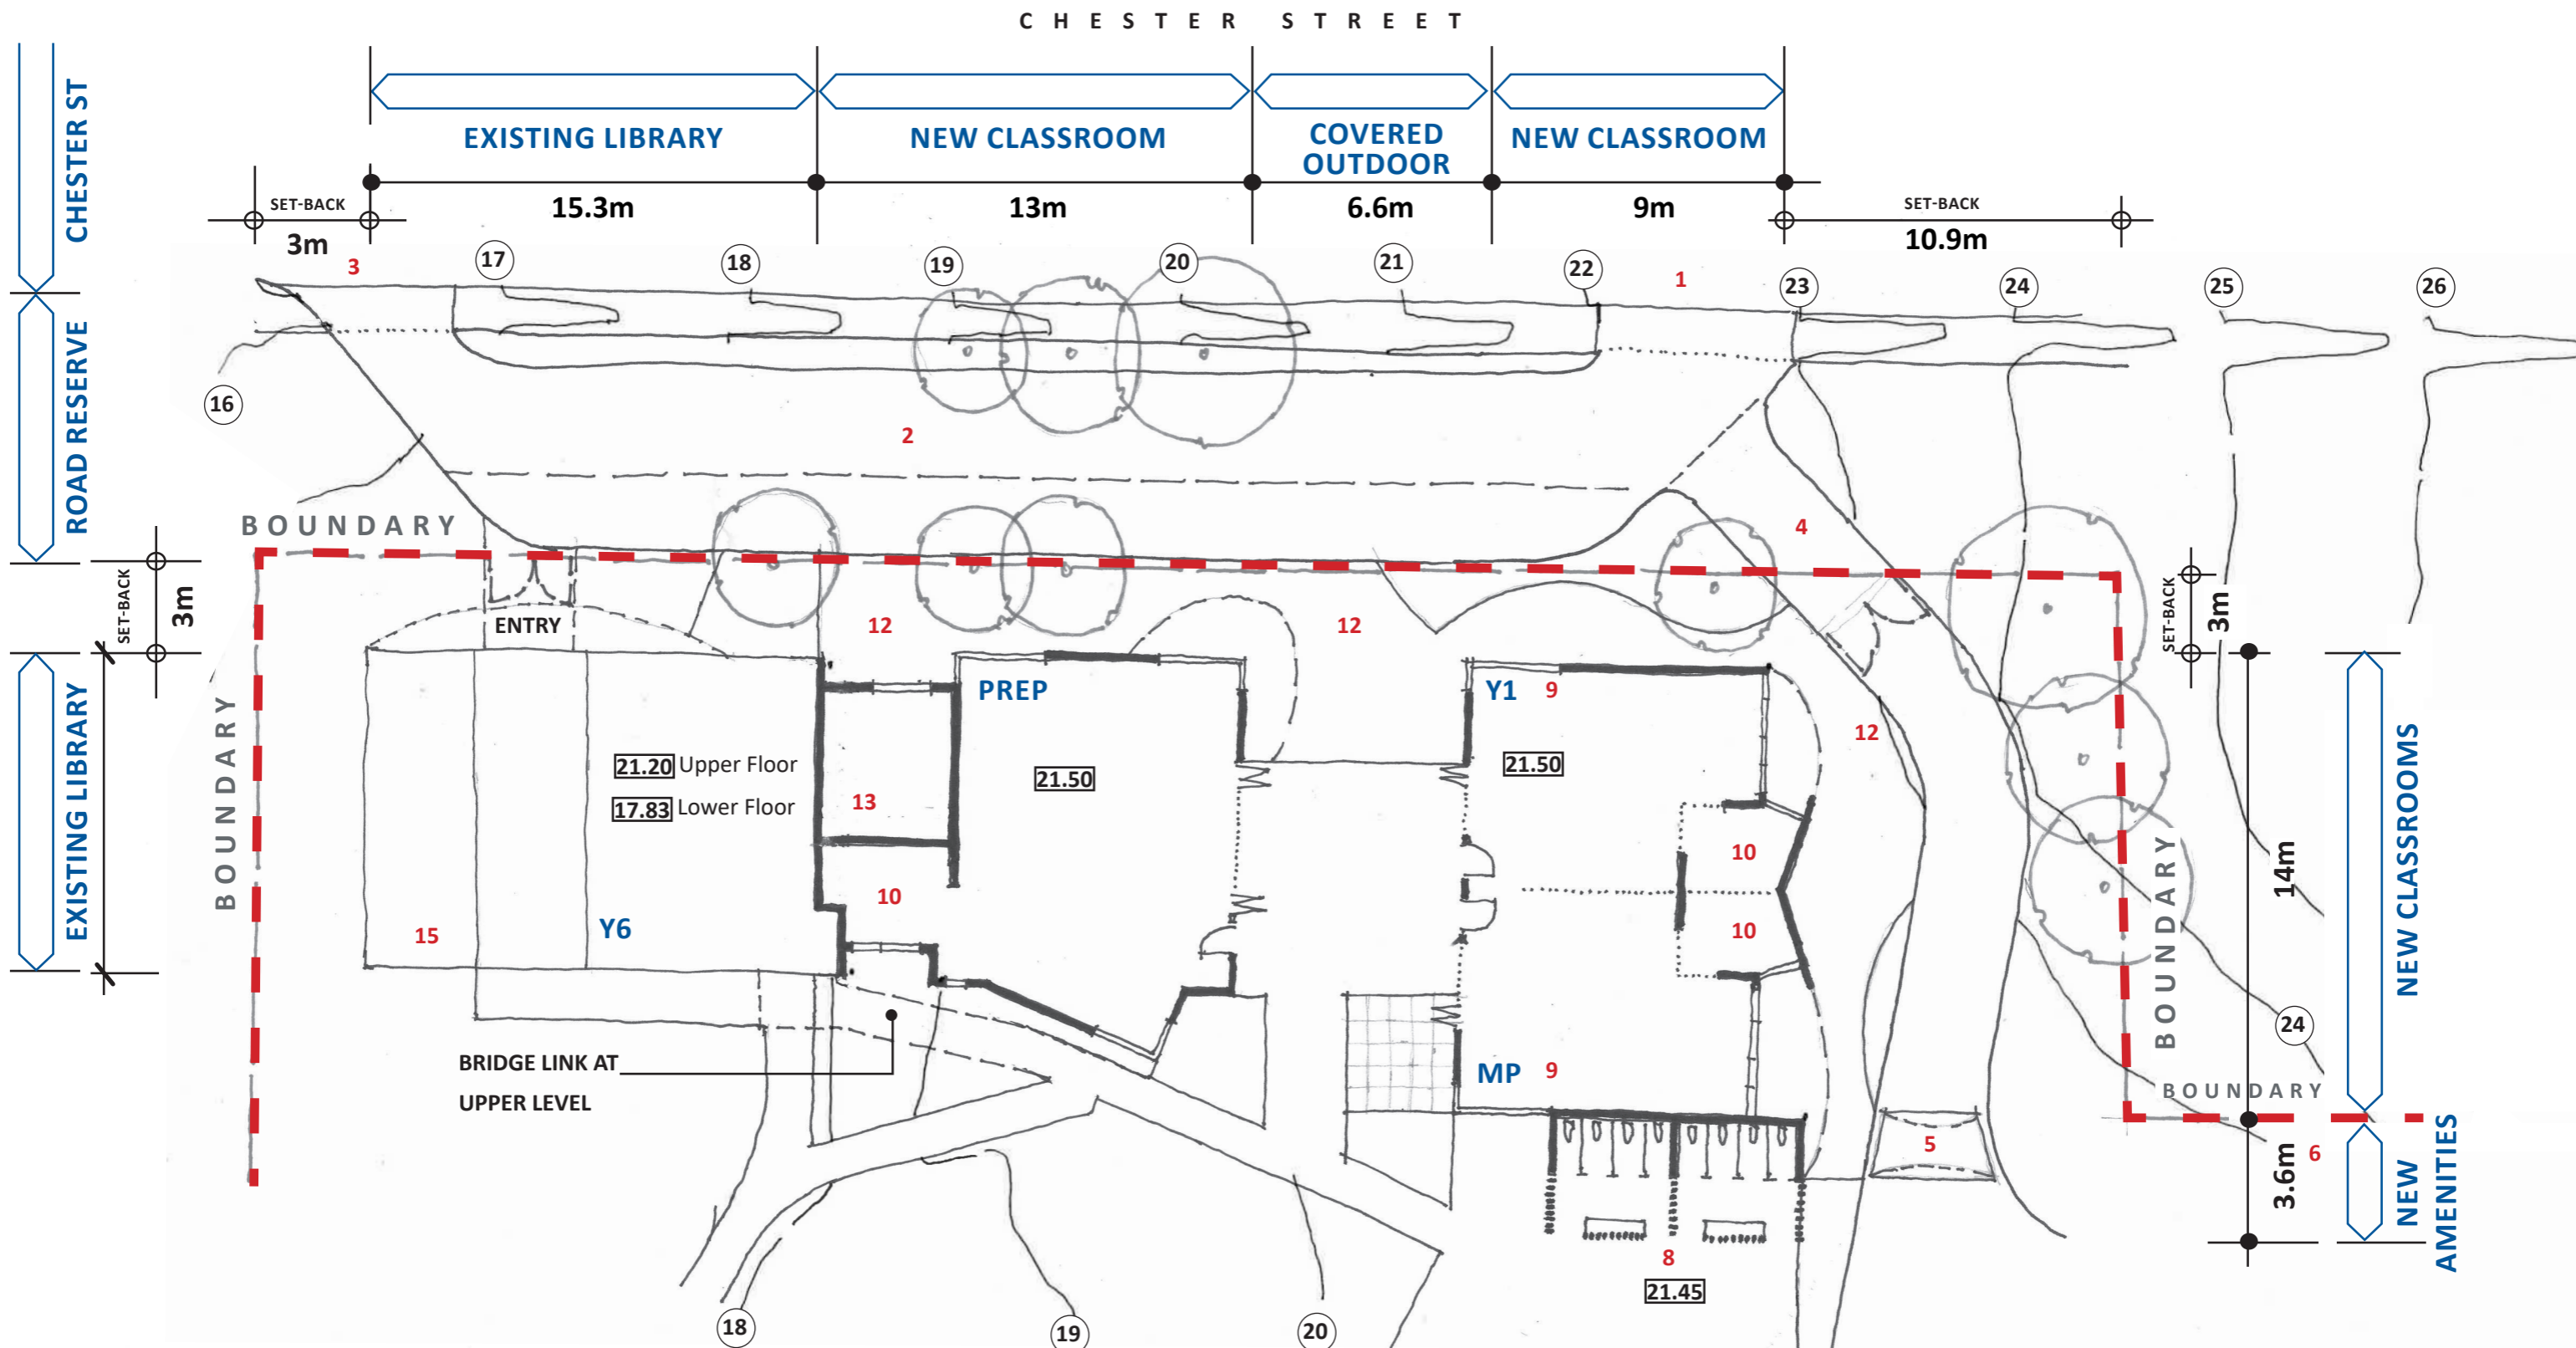 CHESTER STREET
CHESTER ST
EXISTING LIBRARY
NEW CLASSROOM
COVERED
OUTDOOR
NEW CLASSROOM
SET-BACK
3m
15.3m
13m
6.6m
9m
SET-BACK
10.9m
3
17
18
19
20
21
22
1
23
24
25
26
16
ROAD RESERVE
2
BOUNDARY
4
SET-BACK
3m
ENTRY
12
12
SET-BACK
3m
PREP
Y1
9
12
EXISTING LIBRARY
BOUNDARY
21.20 Upper Floor
17.83 Lower Floor
21.50
21.50
13
10
10
10
14m
NEW CLASSROOMS
BOUNDARY
15
Y6
24
BRIDGE LINK AT
UPPER LEVEL
MP
9
BOUNDARY
5
6
3.6m
NEW
AMENITIES
8
21.45
18
19
20